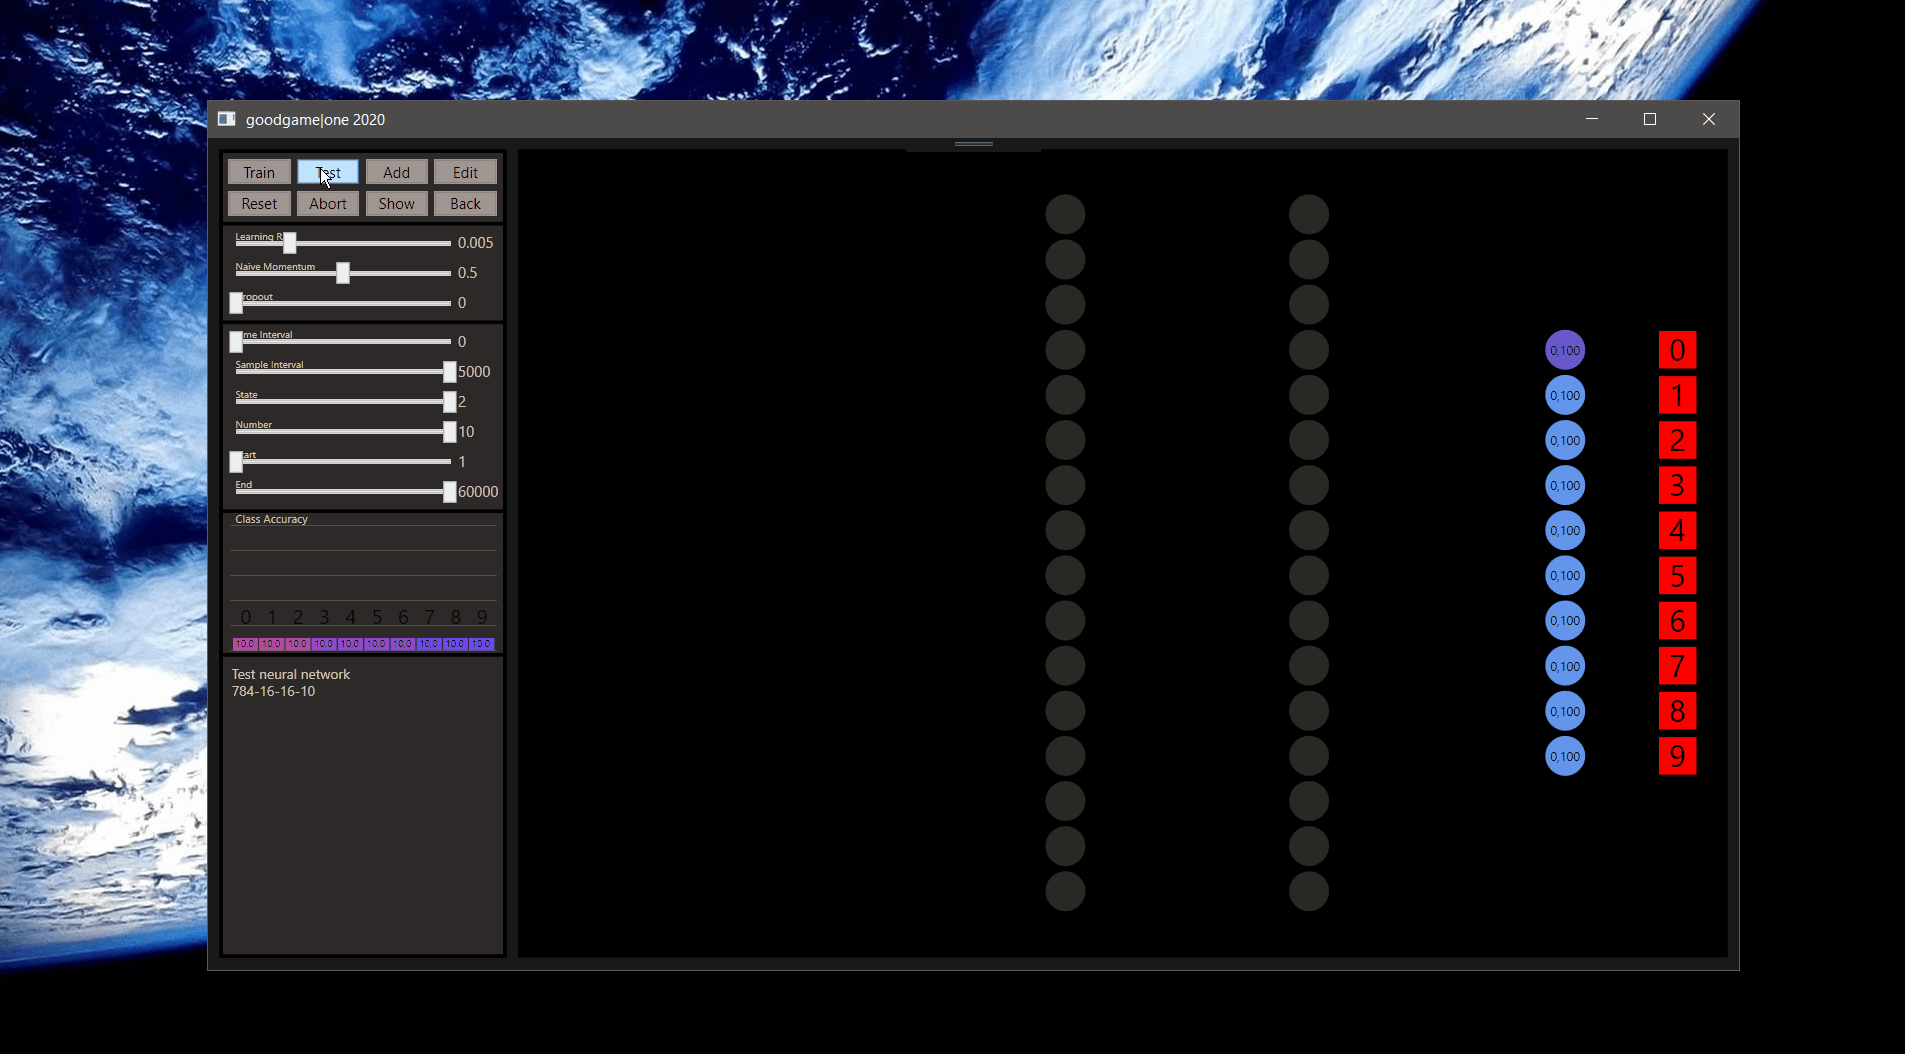 goodgame|one 2020
Train Test Add Edit
Reset Abort Show Back
Learning R 0.005
Naive Momentum 0.5
ropout 0
me Interval 0
Sample Interval 5000
State 2
Number 10
art 1
End 60000
Class Accuracy
0 1 2 3 4 5 6 7 8 9
10.0 10.0 10.0 10.0 10.0 10.0 10.0 10.0 10.0 10.0
Test neural network
784-16-16-10
0,100 0
0,100 1
0,100 2
0,100 3
0,100 4
0,100 5
0,100 6
0,100 7
0,100 8
0,100 9